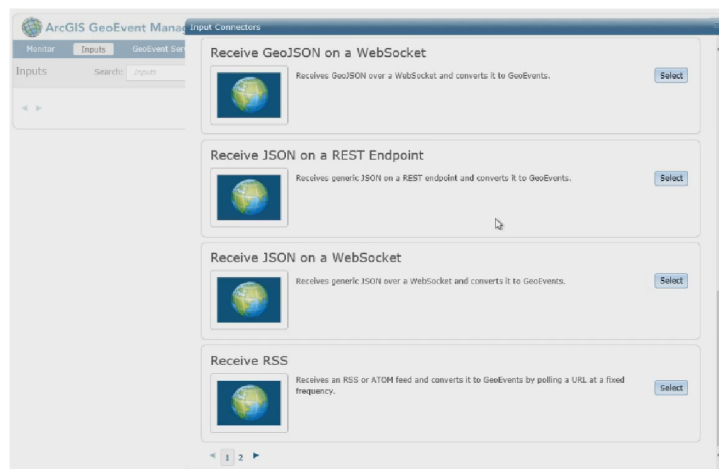 ArcGIS GeoEvent Mana
Input Connectors
Monitor Inputs GeoEvent Ser
Inputs Search: Inputs
Receive GeoJSON on a WebSocket
Receives GeoJSON over a WebSocket and converts it to GeoEvents.
Select
Receive JSON on a REST Endpoint
Receives generic JSON on a REST endpoint and converts it to GeoEvents.
Select
Receive JSON on a WebSocket
Receives generic JSON over a WebSocket and converts it to GeoEvents.
Select
Receive RSS
Receives an RSS or ATOM feed and converts it to GeoEvents by polling a URL at a fixed
frequency.
Select
1 2